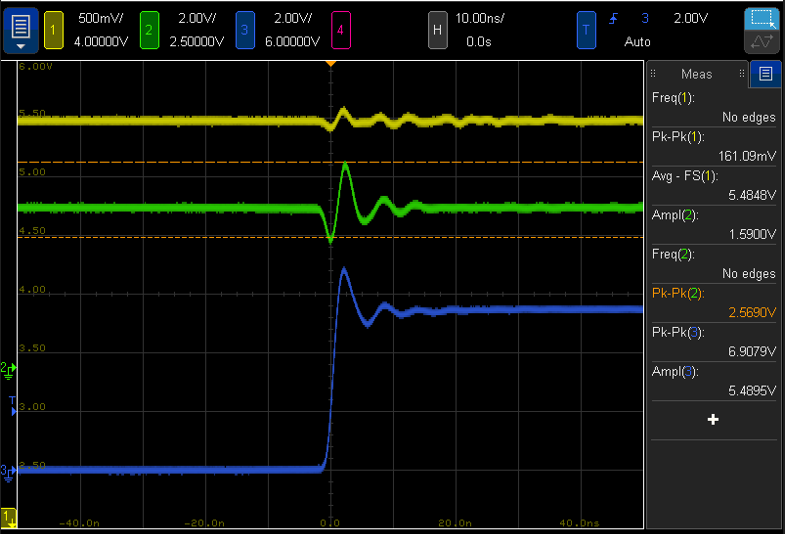 1 500mv/ 2 2.00V/ 3 2.00V/ 4 H 10.00ns/ T 3 2.00V
4.00000V 2.50000V 6.00000V 0.0s Auto
6.00V
5.50
5.00
4.50
4.00
3.50
3.00
2.50
-40.0n -20.0n 0.0 20.0n 40.0ns
2
T
3
1
Meas
Freq(1):
No edges
Pk-Pk(1):
161.09mV
Avg - FS(1):
5.4848V
Ampl(2):
1.5900V
Freq(2):
No edges
Pk-Pk(2):
2.5690V
Pk-Pk(3):
6.9079V
Ampl(3):
5.4895V
+